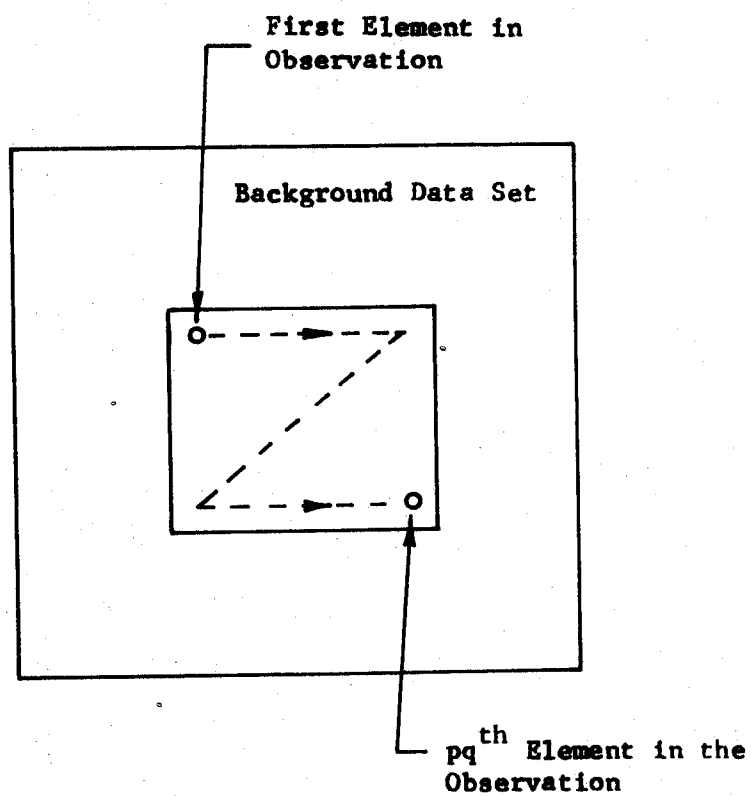 First Element in
Observation
Background Data Set
pq^th Element in the
Observation